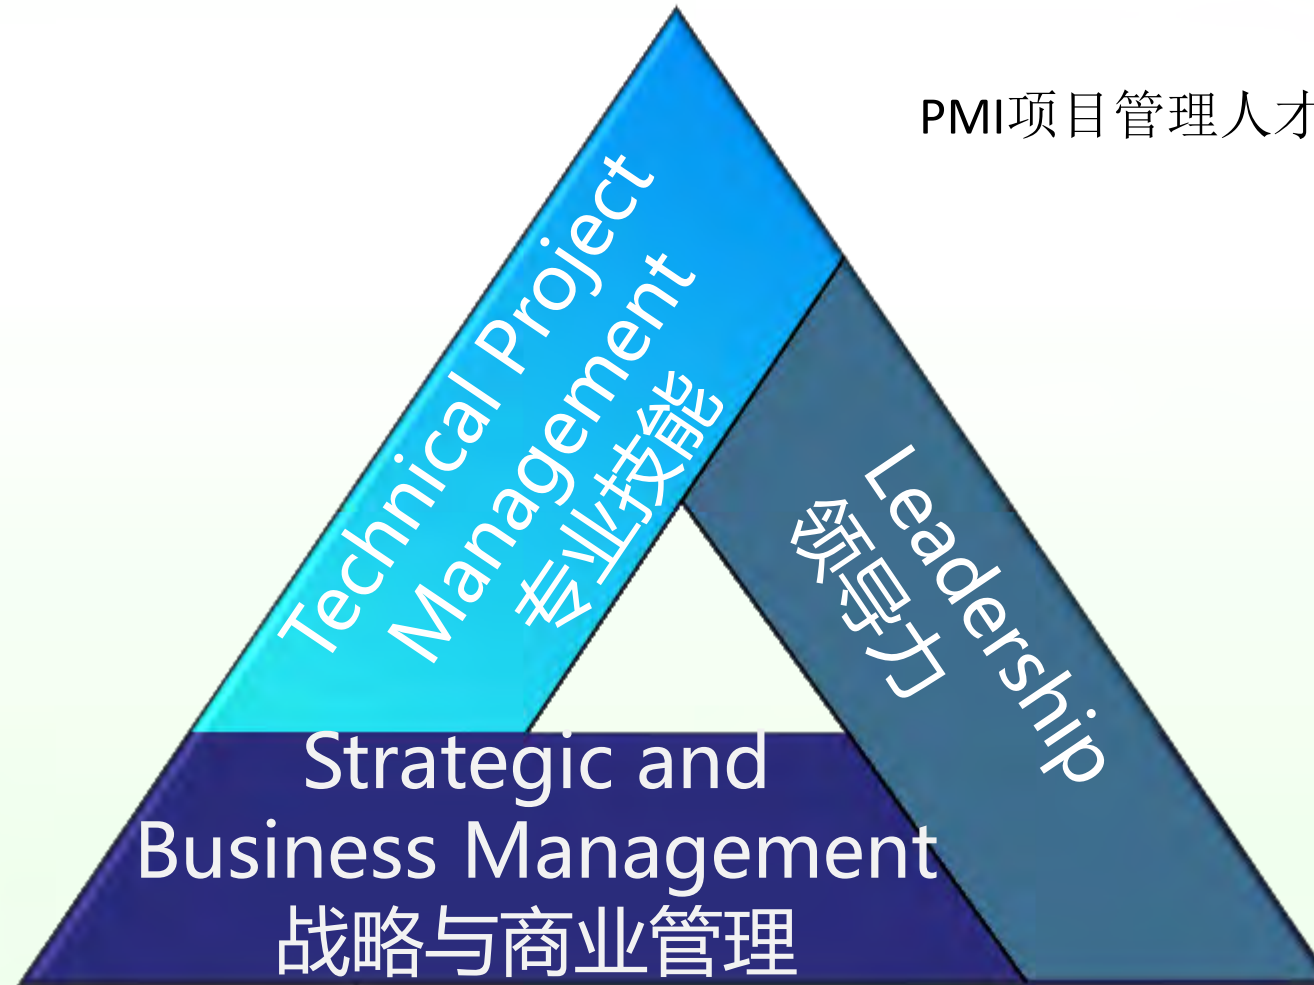 PMI项目管理人才
Technical Project
Management
专业技能
Leadership
领导力
Strategic and
Business Management
战略与商业管理